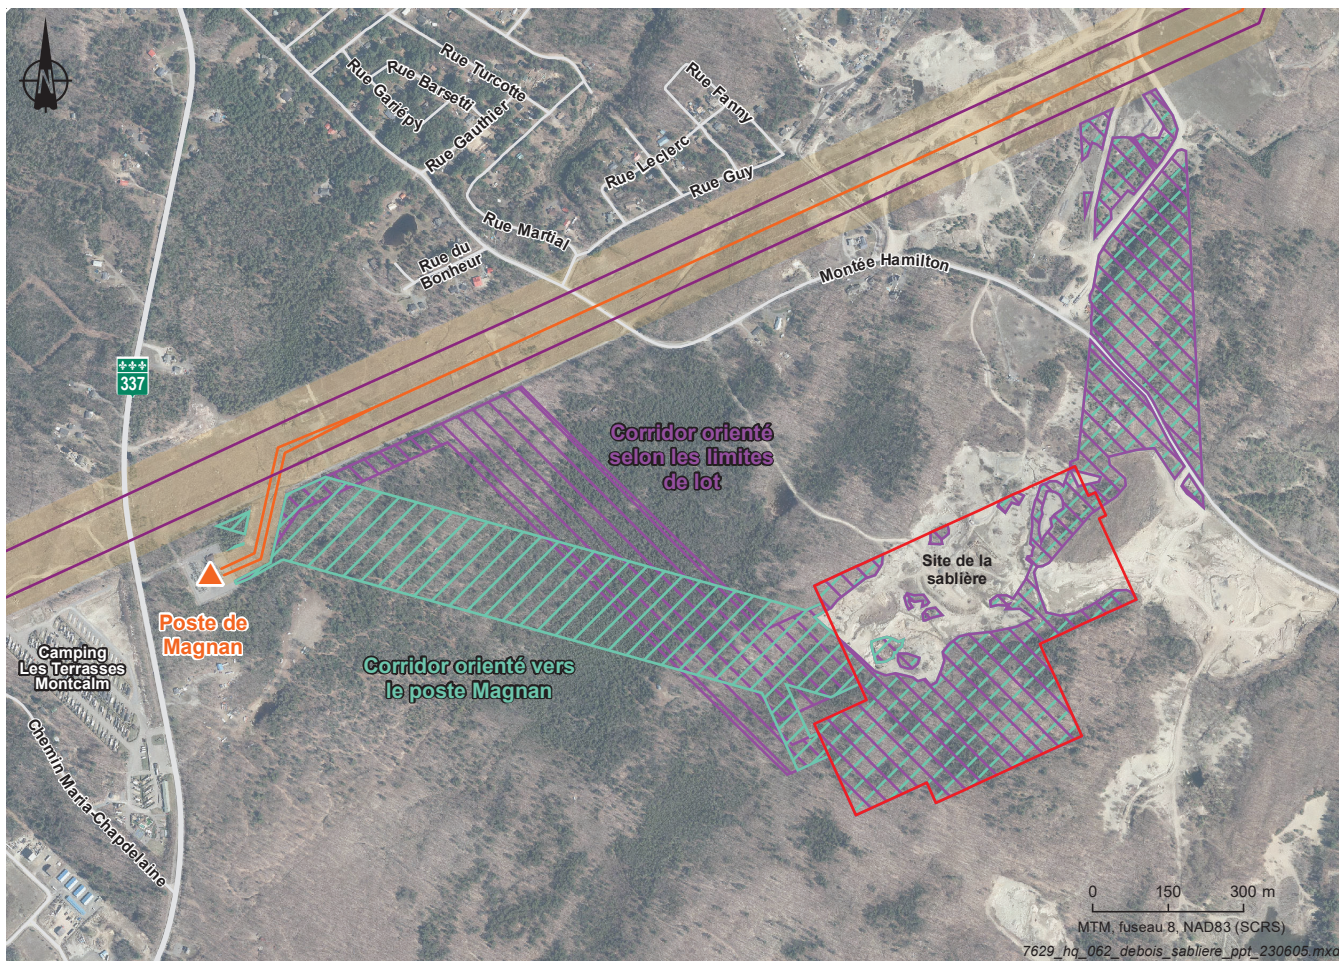 N
Rue Turcotte
Rue Barsetti
Rue Gariépy
Rue Gauthier
Rue Fanny
Rue Leclerc
Rue Guy
Rue Martial
Rue du
Bonheur
Montée Hamilton
337
Corridor orienté
selon les limites
de lot
Site de la
sablière
Poste de
Magnan
Corridor orienté vers
le poste Magnan
Camping
Les Terrasses
Montcalm
Chemin Maria-Chapdelaine
0 150 300 m
MTM, fuseau 8, NAD83 (SCRS)
7629_hq_062_debois_sabliere_ppt_230605.mxd